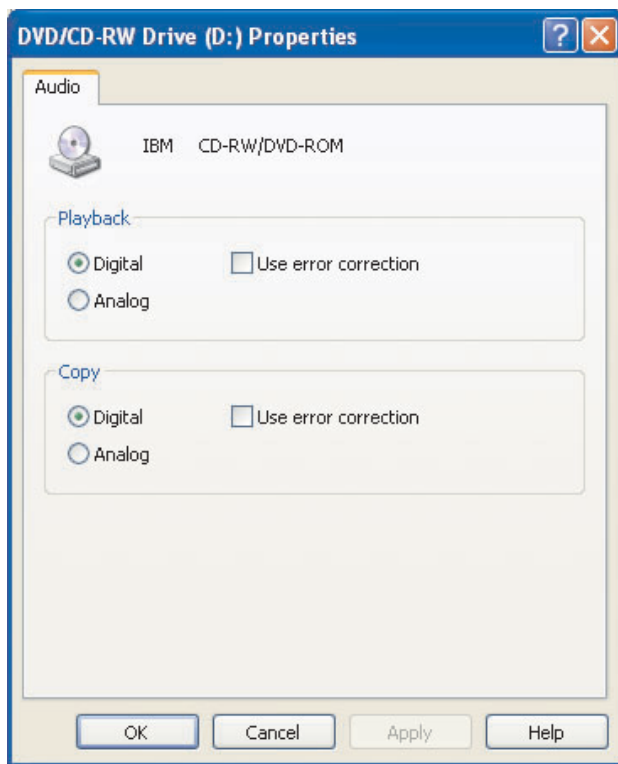 DVD/CD-RW Drive (D:) Properties
?
Audio
IBM CD-RW/DVD-ROM
Playback
Digital Use error correction
Analog
Copy
Digital Use error correction
Analog
OK Cancel Apply Help